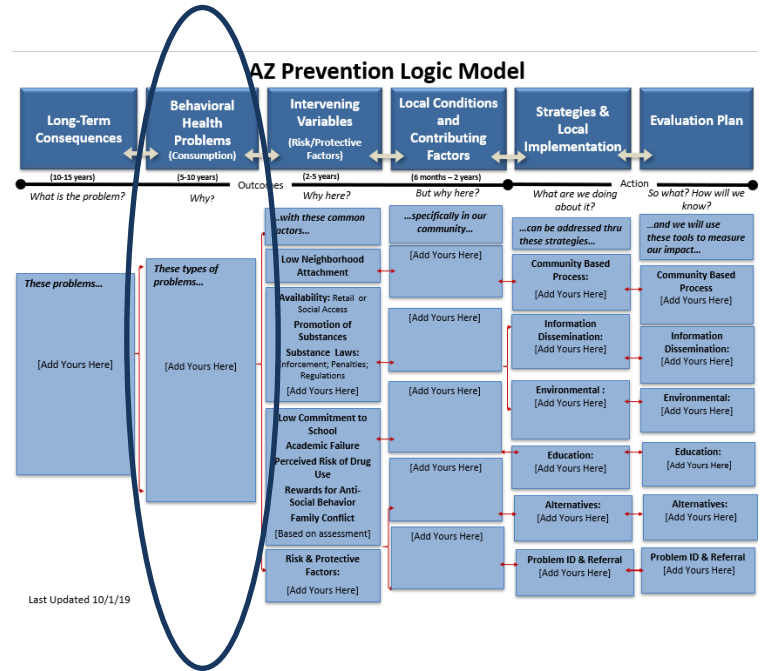 AZ Prevention Logic Model
Long-Term
Consequences
Behavioral
Health
Problems
(Consumption)
Intervening
Variables
(Risk/Protective
Factors)
Local Conditions
and
Contributing
Factors
Strategies &
Local
Implementation
Evaluation Plan
(10-15 years)
(5-10 years)
(2-5 years)
(6 months – 2 years)
Outcomes
Action
What is the problem?
Why?
Why here?
But why here?
What are we doing
about it?
So what? How will we
know?
These problems…
[Add Yours Here]
These types of
problems…
[Add Yours Here]
…with these common
factors…
Low Neighborhood
Attachment
Availability: Retail or
Social Access
Promotion of
Substances
Substance Laws:
Enforcement; Penalties;
Regulations
[Add Yours Here]
Low Commitment to
School
Academic Failure
Perceived Risk of Drug
Use
Rewards for Anti-
Social Behavior
Family Conflict
[Based on assessment]
Risk & Protective
Factors:
[Add Yours Here]
…specifically in our
community…
[Add Yours Here]
[Add Yours Here]
[Add Yours Here]
[Add Yours Here]
[Add Yours Here]
…can be addressed thru
these strategies…
Community Based
Process:
[Add Yours Here]
Information
Dissemination:
[Add Yours Here]
Environmental :
[Add Yours Here]
Education:
[Add Yours Here]
Alternatives:
[Add Yours Here]
Problem ID & Referral
[Add Yours Here]
…and we will use
these tools to measure
our impact…
Community Based
Process
[Add Yours Here]
Information
Dissemination:
[Add Yours Here]
Environmental:
[Add Yours Here]
Education:
[Add Yours Here]
Alternatives:
[Add Yours Here]
Problem ID & Referral
[Add Yours Here]
Last Updated 10/1/19